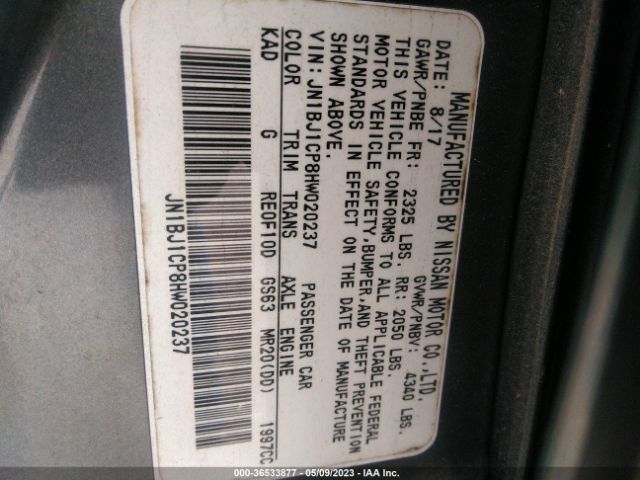 MANUFACTURED BY NISSAN MOTOR CO.,LTD.
DATE: 8/17 GVWR/PNBV: 4340 LBS.
GAWR/PNBE FR: 2325 LBS. RR: 2050 LBS.
THIS VEHICLE CONFORMS TO ALL APPLICABLE FEDERAL
MOTOR VEHICLE SAFETY,BUMPER,AND THEFT PREVENTION
STANDARDS IN EFFECT ON THE DATE OF MANUFACTURE
SHOWN ABOVE.
VIN: JN1BJ1CP8HW020237 PASSENGER CAR
COLOR TRIM TRANS AXLE ENGINE
KAD G RE0F10D GS63 MR20(DD) 1997CC
JN1BJ1CP8HW020237
000-36533877 - 05/09/2023 - IAA Inc.